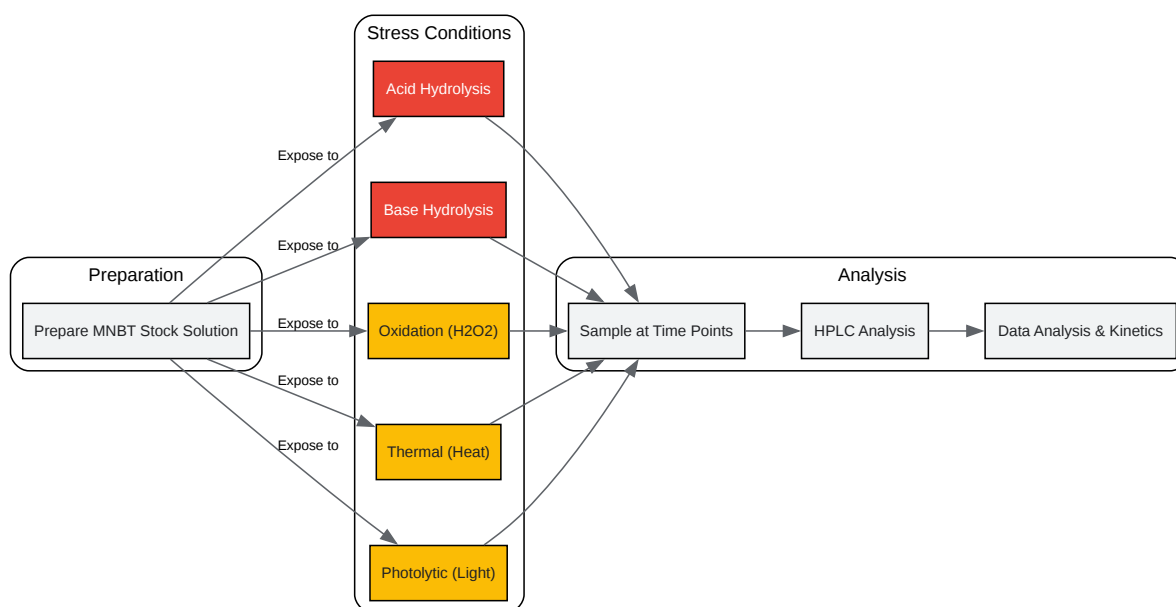 Stress Conditions
Acid Hydrolysis
Expose to
Base Hydrolysis
Expose to
Preparation
Analysis
Prepare MNBT Stock Solution
Expose to
Oxidation (H2O2)
Sample at Time Points
HPLC Analysis
Data Analysis & Kinetics
Expose to
Thermal (Heat)
Expose to
Photolytic (Light)